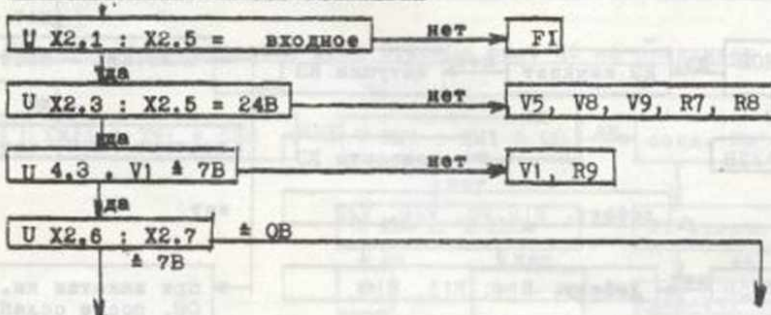 U X2.1 : X2.5 = входное
нет
FI
да
U X2.3 : X2.5 = 24В
нет
V5, V8, V9, R7, R8
да
U 4.3 , V1 ≙ 7В
нет
V1, R9
да
U X2.6 : X2.7
≙ 0В
≙ 7В